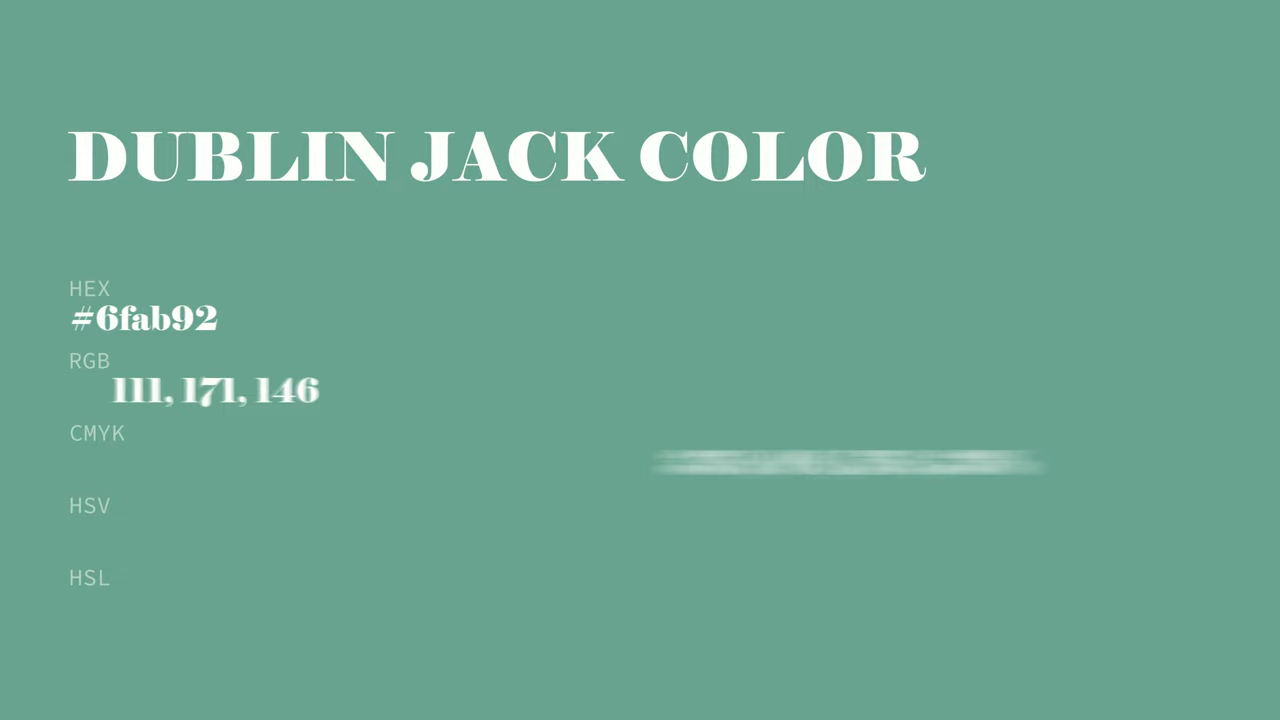 DUBLIN JACK COLOR
HEX
#6fab92
RGB
111, 171, 146
CMYK
HSV
HSL